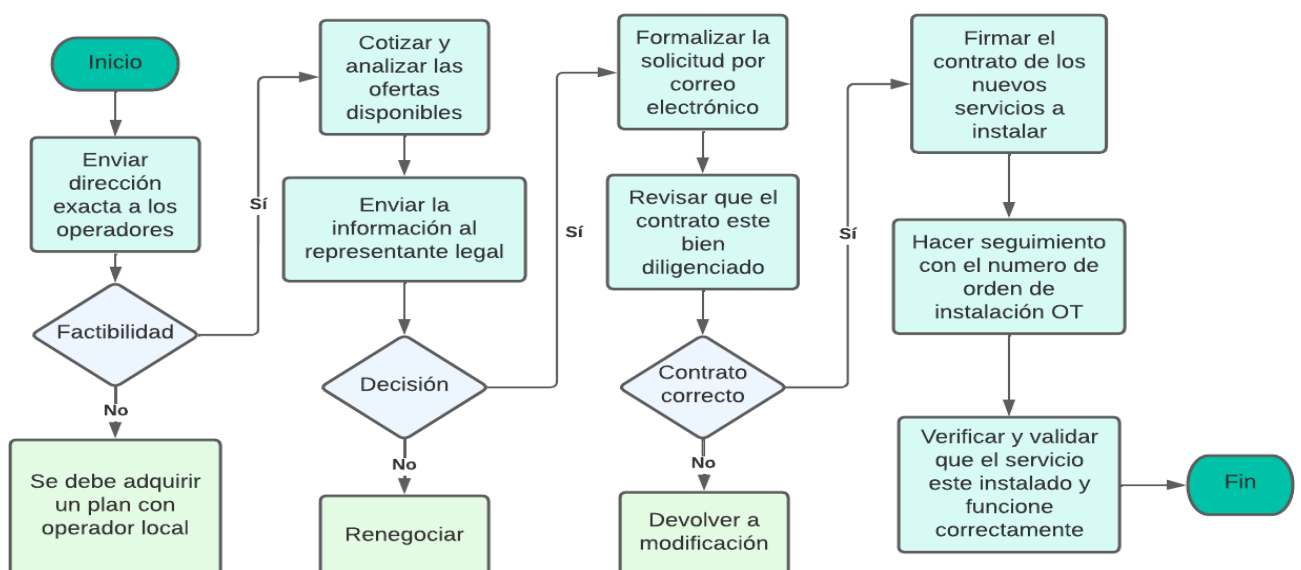 Inicio
Enviar
dirección
exacta a los
operadores
Factibilidad
Sí
No
Se debe adquirir
un plan con
operador local
Cotizar y
analizar las
ofertas
disponibles
Enviar la
información al
representante legal
Decisión
Sí
No
Renegociar
Formalizar la
solicitud por
correo
electrónico
Revisar que el
contrato este
bien
diligenciado
Contrato
correcto
Sí
No
Devolver a
modificación
Firmar el
contrato de los
nuevos
servicios a
instalar
Hacer seguimiento
con el numero de
orden de
instalación OT
Verificar y validar
que el servicio
este instalado y
funcione
correctamente
Fin